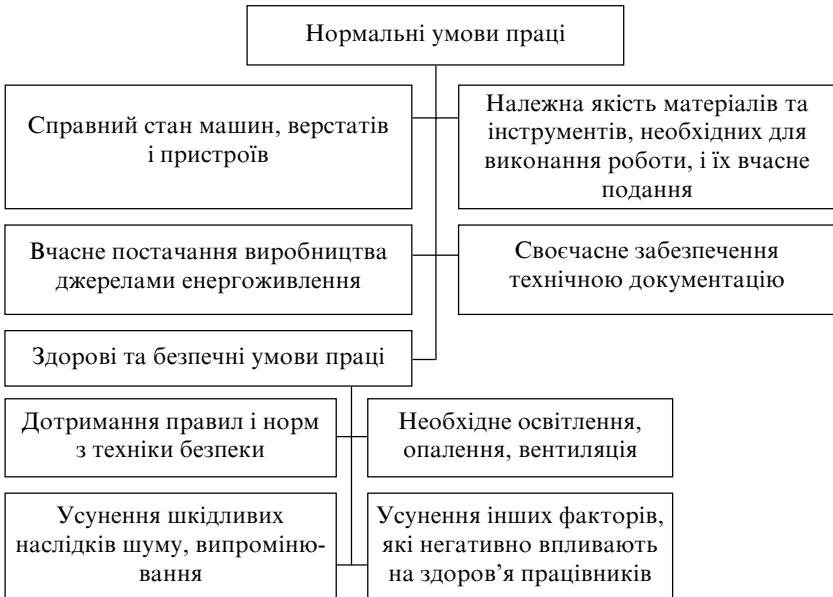 Нормальні умови праці
Справний стан машин, верстатів
і пристроїв
Належна якість матеріалів та
інструментів, необхідних для
виконання роботи, і їх вчасне
подання
Вчасне постачання виробництва
джерелами енергоживлення
Своєчасне забезпечення
технічною документацію
Здорові та безпечні умови праці
Дотримання правил і норм
з техніки безпеки
Необхідне освітлення,
опалення, вентиляція
Усунення шкідливих
наслідків шуму, випроміню-
вання
Усунення інших факторів,
які негативно впливають
на здоров’я працівників